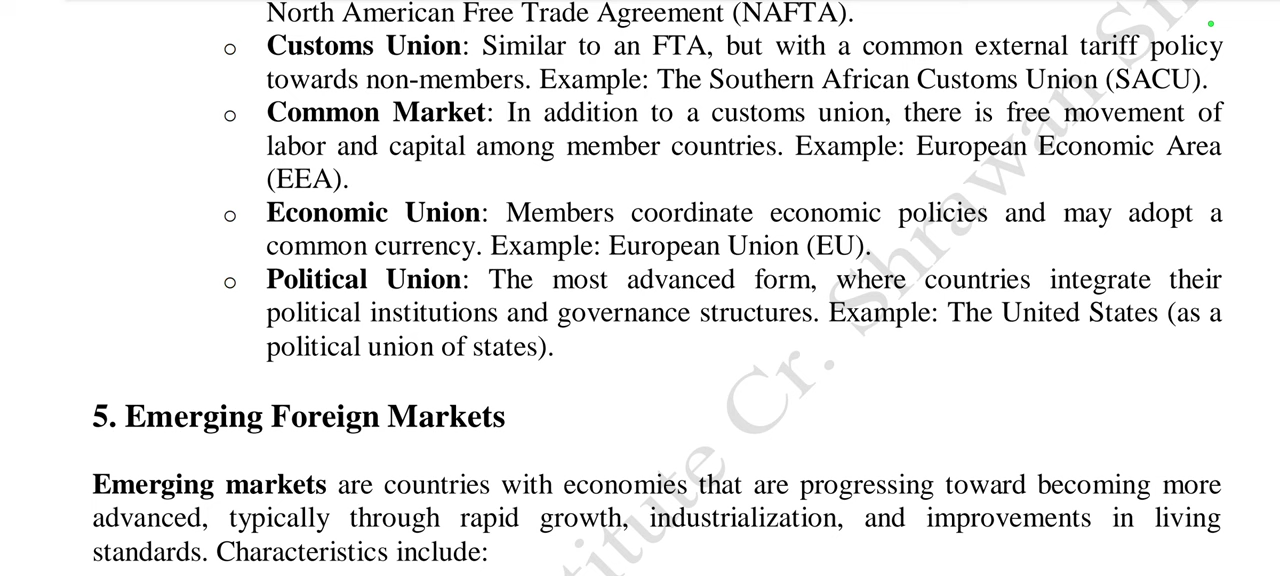 North American Free Trade Agreement (NAFTA).
o Customs Union: Similar to an FTA, but with a common external tariff policy
towards non-members. Example: The Southern African Customs Union (SACU).
o Common Market: In addition to a customs union, there is free movement of
labor and capital among member countries. Example: European Economic Area
(EEA).
o Economic Union: Members coordinate economic policies and may adopt a
common currency. Example: European Union (EU).
o Political Union: The most advanced form, where countries integrate their
political institutions and governance structures. Example: The United States (as a
political union of states).
5. Emerging Foreign Markets
Emerging markets are countries with economies that are progressing toward becoming more
advanced, typically through rapid growth, industrialization, and improvements in living
standards. Characteristics include:
Cr. Shrawan